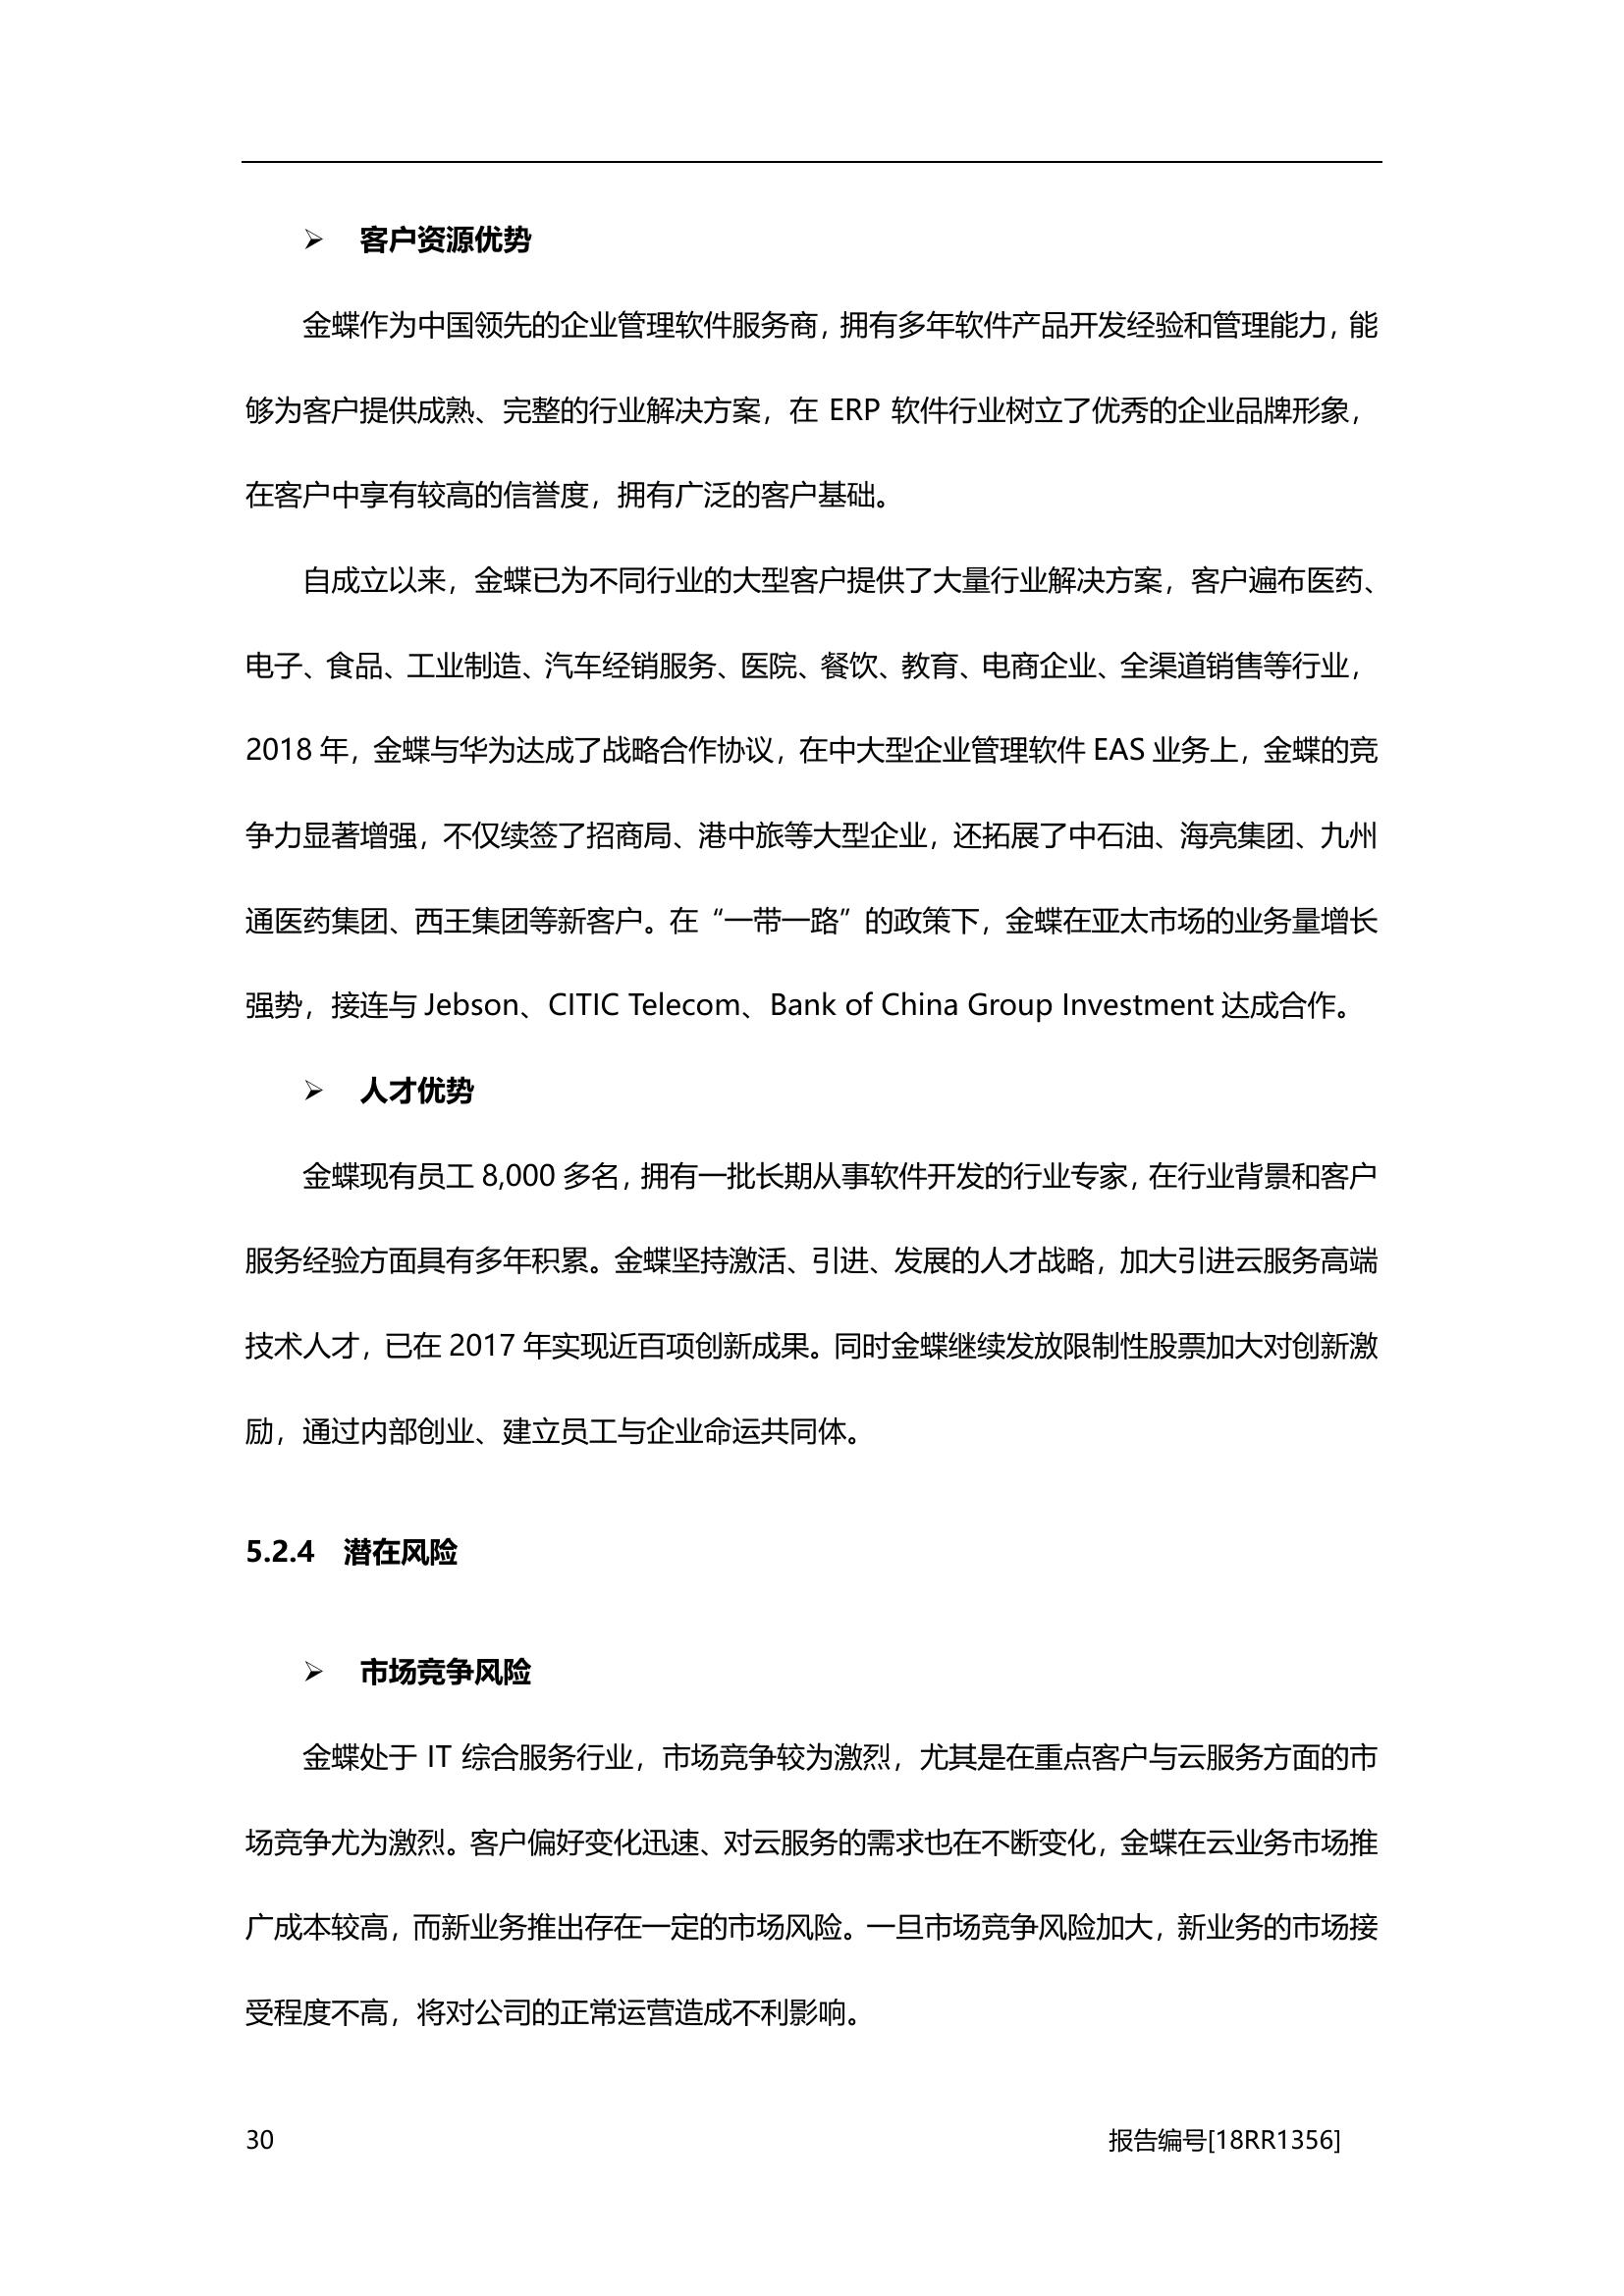 ➢ 客户资源优势
金蝶作为中国领先的企业管理软件服务商，拥有多年软件产品开发经验和管理能力，能
够为客户提供成熟、完整的行业解决方案，在 ERP 软件行业树立了优秀的企业品牌形象，
在客户中享有较高的信誉度，拥有广泛的客户基础。
自成立以来，金蝶已为不同行业的大型客户提供了大量行业解决方案，客户遍布医药、
电子、食品、工业制造、汽车经销服务、医院、餐饮、教育、电商企业、全渠道销售等行业，
2018 年，金蝶与华为达成了战略合作协议，在中大型企业管理软件 EAS 业务上，金蝶的竞
争力显著增强，不仅续签了招商局、港中旅等大型企业，还拓展了中石油、海亮集团、九州
通医药集团、西王集团等新客户。在“一带一路”的政策下，金蝶在亚太市场的业务量增长
强势，接连与 Jebson、CITIC Telecom、Bank of China Group Investment 达成合作。
➢ 人才优势
金蝶现有员工 8,000 多名，拥有一批长期从事软件开发的行业专家，在行业背景和客户
服务经验方面具有多年积累。金蝶坚持激活、引进、发展的人才战略，加大引进云服务高端
技术人才，已在 2017 年实现近百项创新成果。同时金蝶继续发放限制性股票加大对创新激
励，通过内部创业、建立员工与企业命运共同体。
5.2.4 潜在风险
➢ 市场竞争风险
金蝶处于 IT 综合服务行业，市场竞争较为激烈，尤其是在重点客户与云服务方面的市
场竞争尤为激烈。客户偏好变化迅速、对云服务的需求也在不断变化，金蝶在云业务市场推
广成本较高，而新业务推出存在一定的市场风险。一旦市场竞争风险加大，新业务的市场接
受程度不高，将对公司的正常运营造成不利影响。
30 报告编号[18RR1356]